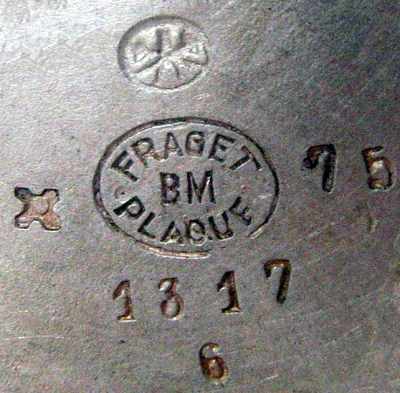 FRAGET
BM
PLAQUE
75
1317
6